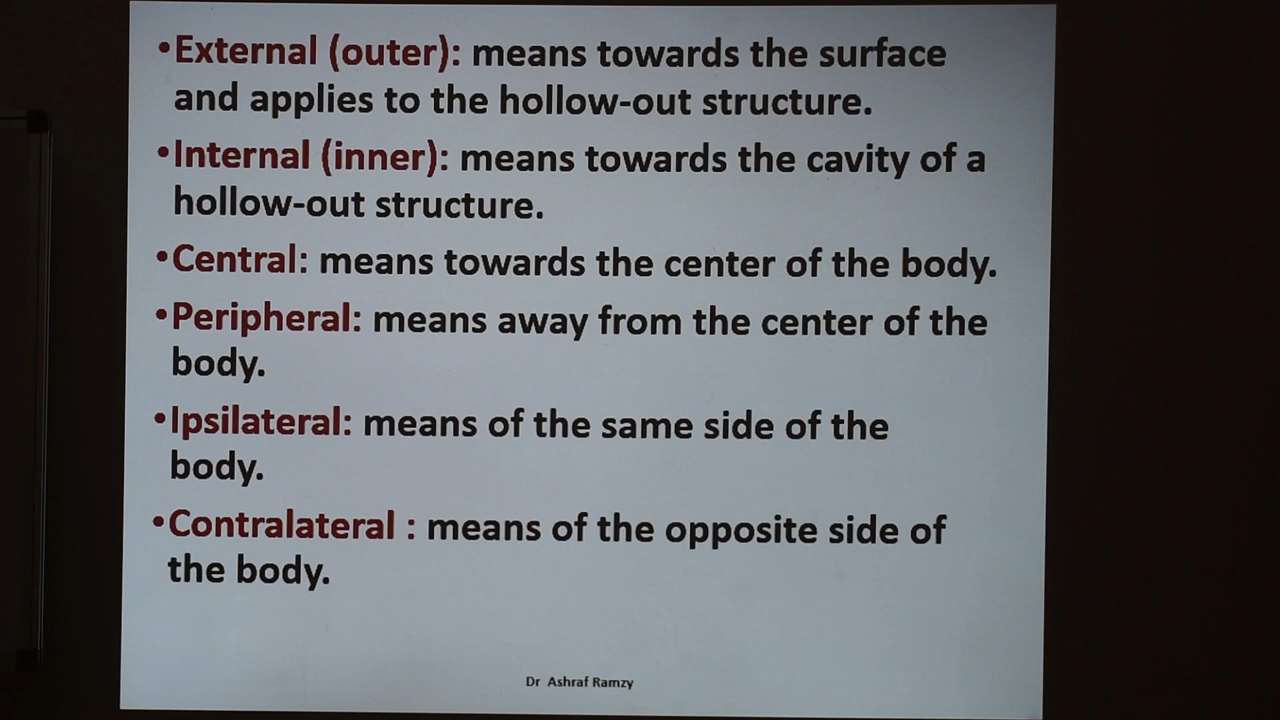 •External (outer): means towards the surface
and applies to the hollow-out structure.
•Internal (inner): means towards the cavity of a
hollow-out structure.
•Central: means towards the center of the body.
•Peripheral: means away from the center of the
body.
•Ipsilateral: means of the same side of the
body.
•Contralateral : means of the opposite side of
the body.
Dr Ashraf Ramzy